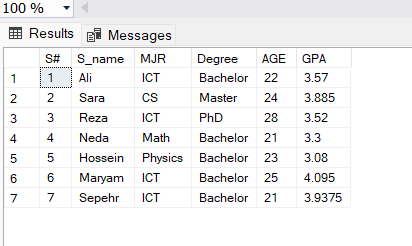 100 %
Results Messages
S# S_name MJR Degree AGE GPA
1 1 Ali ICT Bachelor 22 3.57
2 2 Sara CS Master 24 3.885
3 3 Reza ICT PhD 28 3.52
4 4 Neda Math Bachelor 21 3.3
5 5 Hossein Physics Bachelor 23 3.08
6 6 Maryam ICT Bachelor 25 4.095
7 7 Sepehr ICT Bachelor 21 3.9375